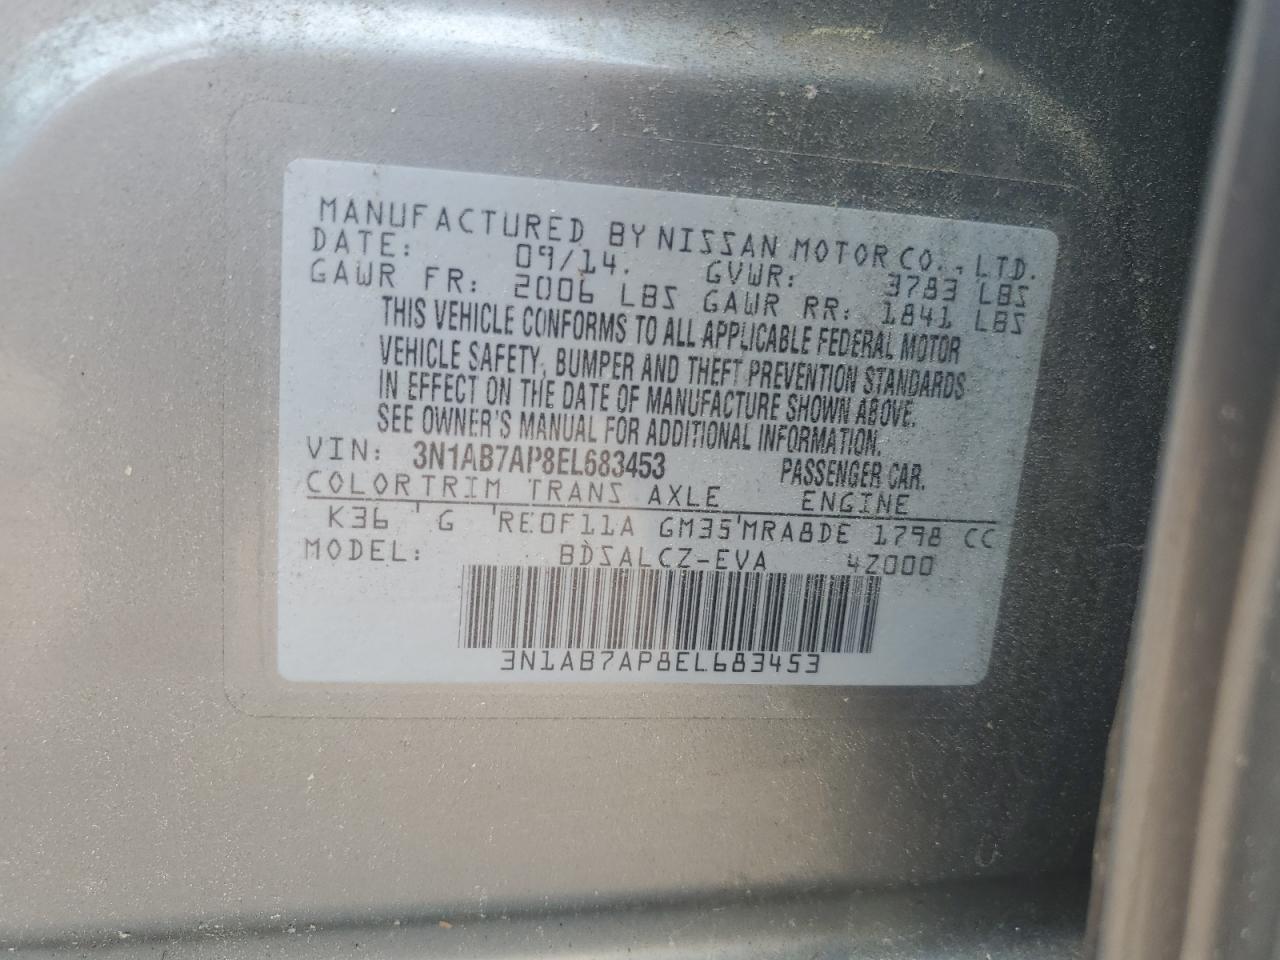 MANUFACTURED BY NISSAN MOTOR CO., LTD.
DATE: 09/14. GVWR: 3783 LBS
GAWR FR: 2006 LBS GAWR RR: 1841 LBS
THIS VEHICLE CONFORMS TO ALL APPLICABLE FEDERAL MOTOR
VEHICLE SAFETY, BUMPER AND THEFT PREVENTION STANDARDS
IN EFFECT ON THE DATE OF MANUFACTURE SHOWN ABOVE.
SEE OWNER'S MANUAL FOR ADDITIONAL INFORMATION.
VIN: 3N1AB7AP8EL683453 PASSENGER CAR.
COLORTRIM TRANS AXLE ENGINE
K36 'G 'RE0F11A GM35'MRA8DE 1798 CC
MODEL: BDSALCZ-EVA 4Z000
3N1AB7AP8EL683453